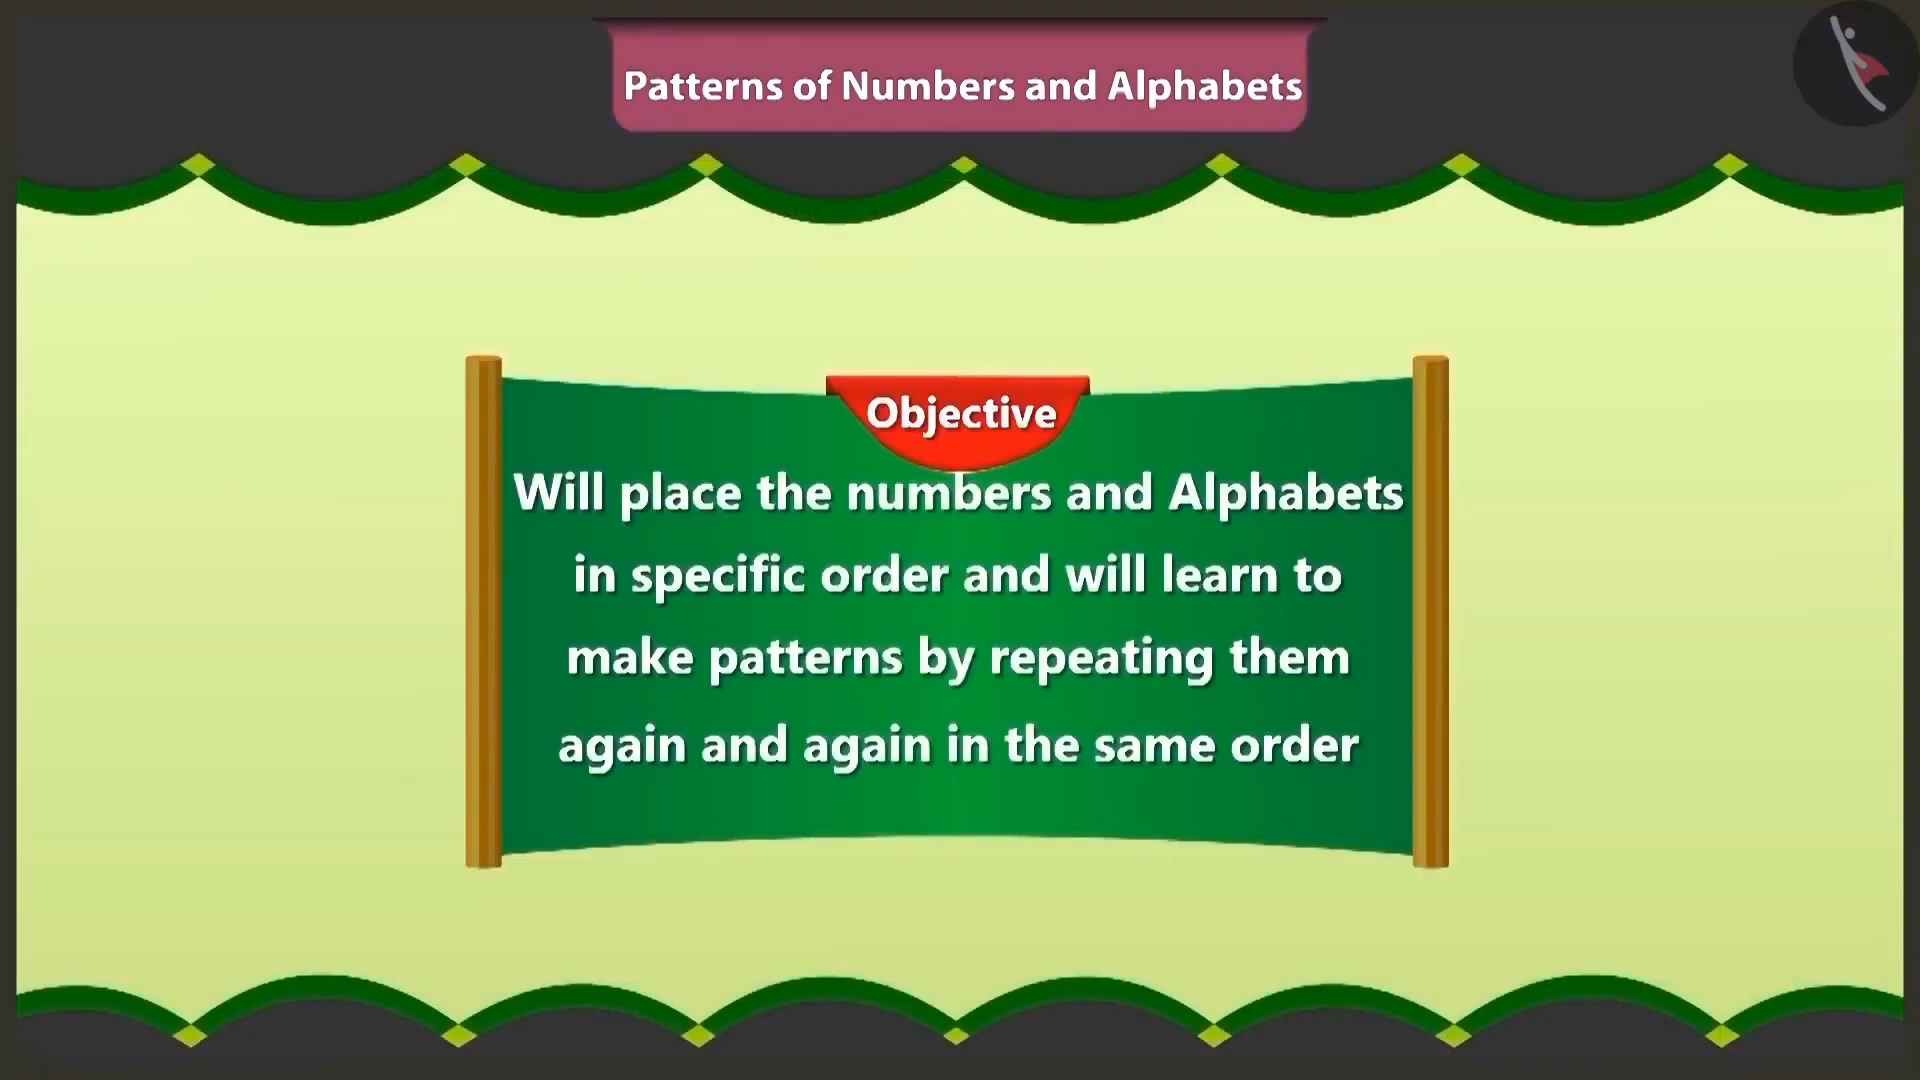 Patterns of Numbers and Alphabets
Objective
Will place the numbers and Alphabets
in specific order and will learn to
make patterns by repeating them
again and again in the same order